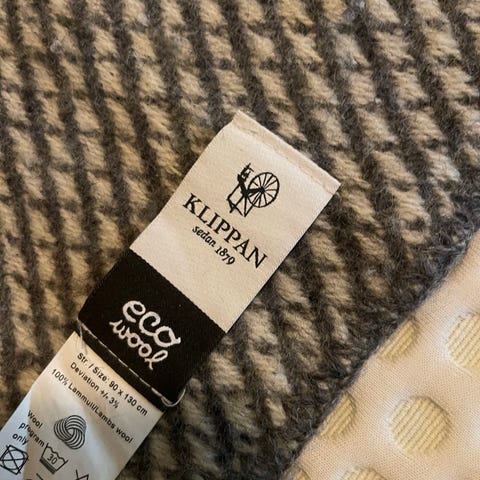 KLIPPAN
sedan 1879
eco
wool
Str. / Size: 90 x 130 cm
Deviation +/- 3%
100% Lammull/Lambs wool
Wool
program
only
30